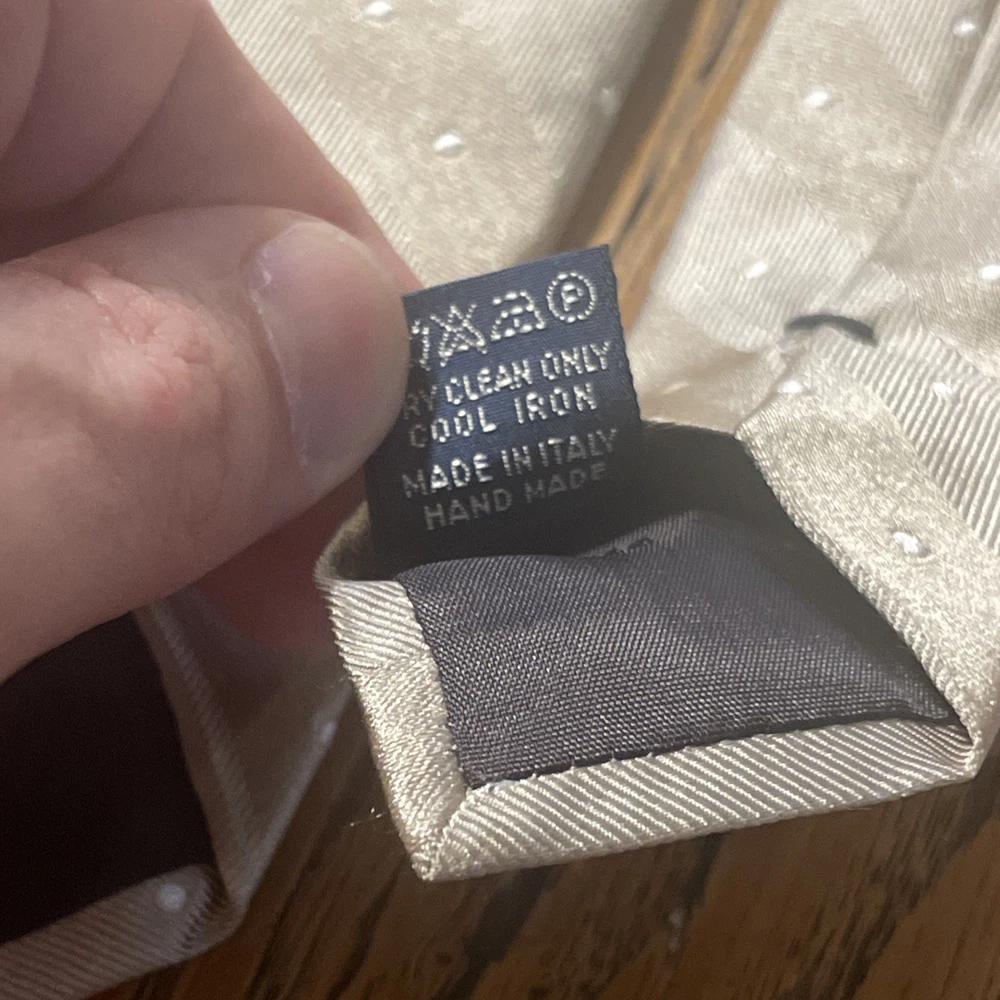 P
RY CLEAN ONLY
COOL IRON
MADE IN ITALY
HAND MADE